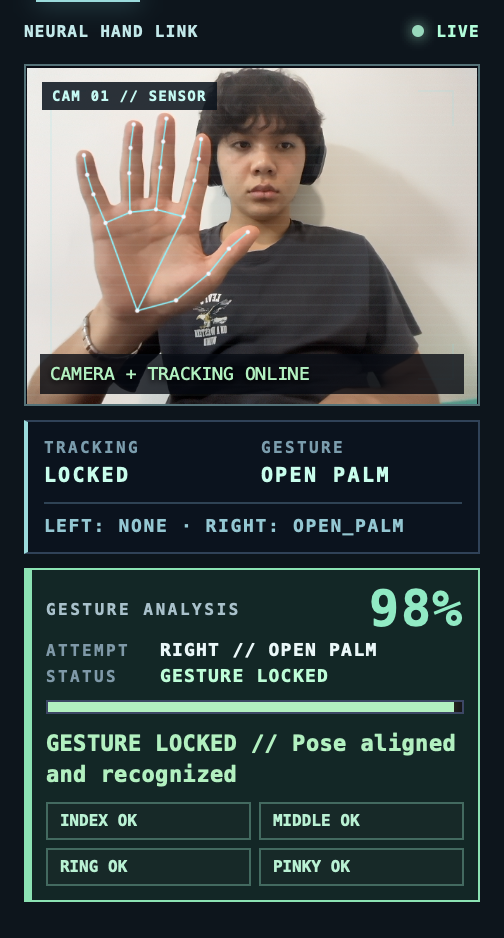 NEURAL HAND LINK
LIVE
CAM 01 // SENSOR
CAMERA + TRACKING ONLINE
TRACKING
GESTURE
LOCKED
OPEN PALM
LEFT: NONE · RIGHT: OPEN_PALM
GESTURE ANALYSIS
98%
ATTEMPT RIGHT // OPEN PALM
STATUS GESTURE LOCKED
GESTURE LOCKED // Pose aligned
and recognized
INDEX OK
MIDDLE OK
RING OK
PINKY OK